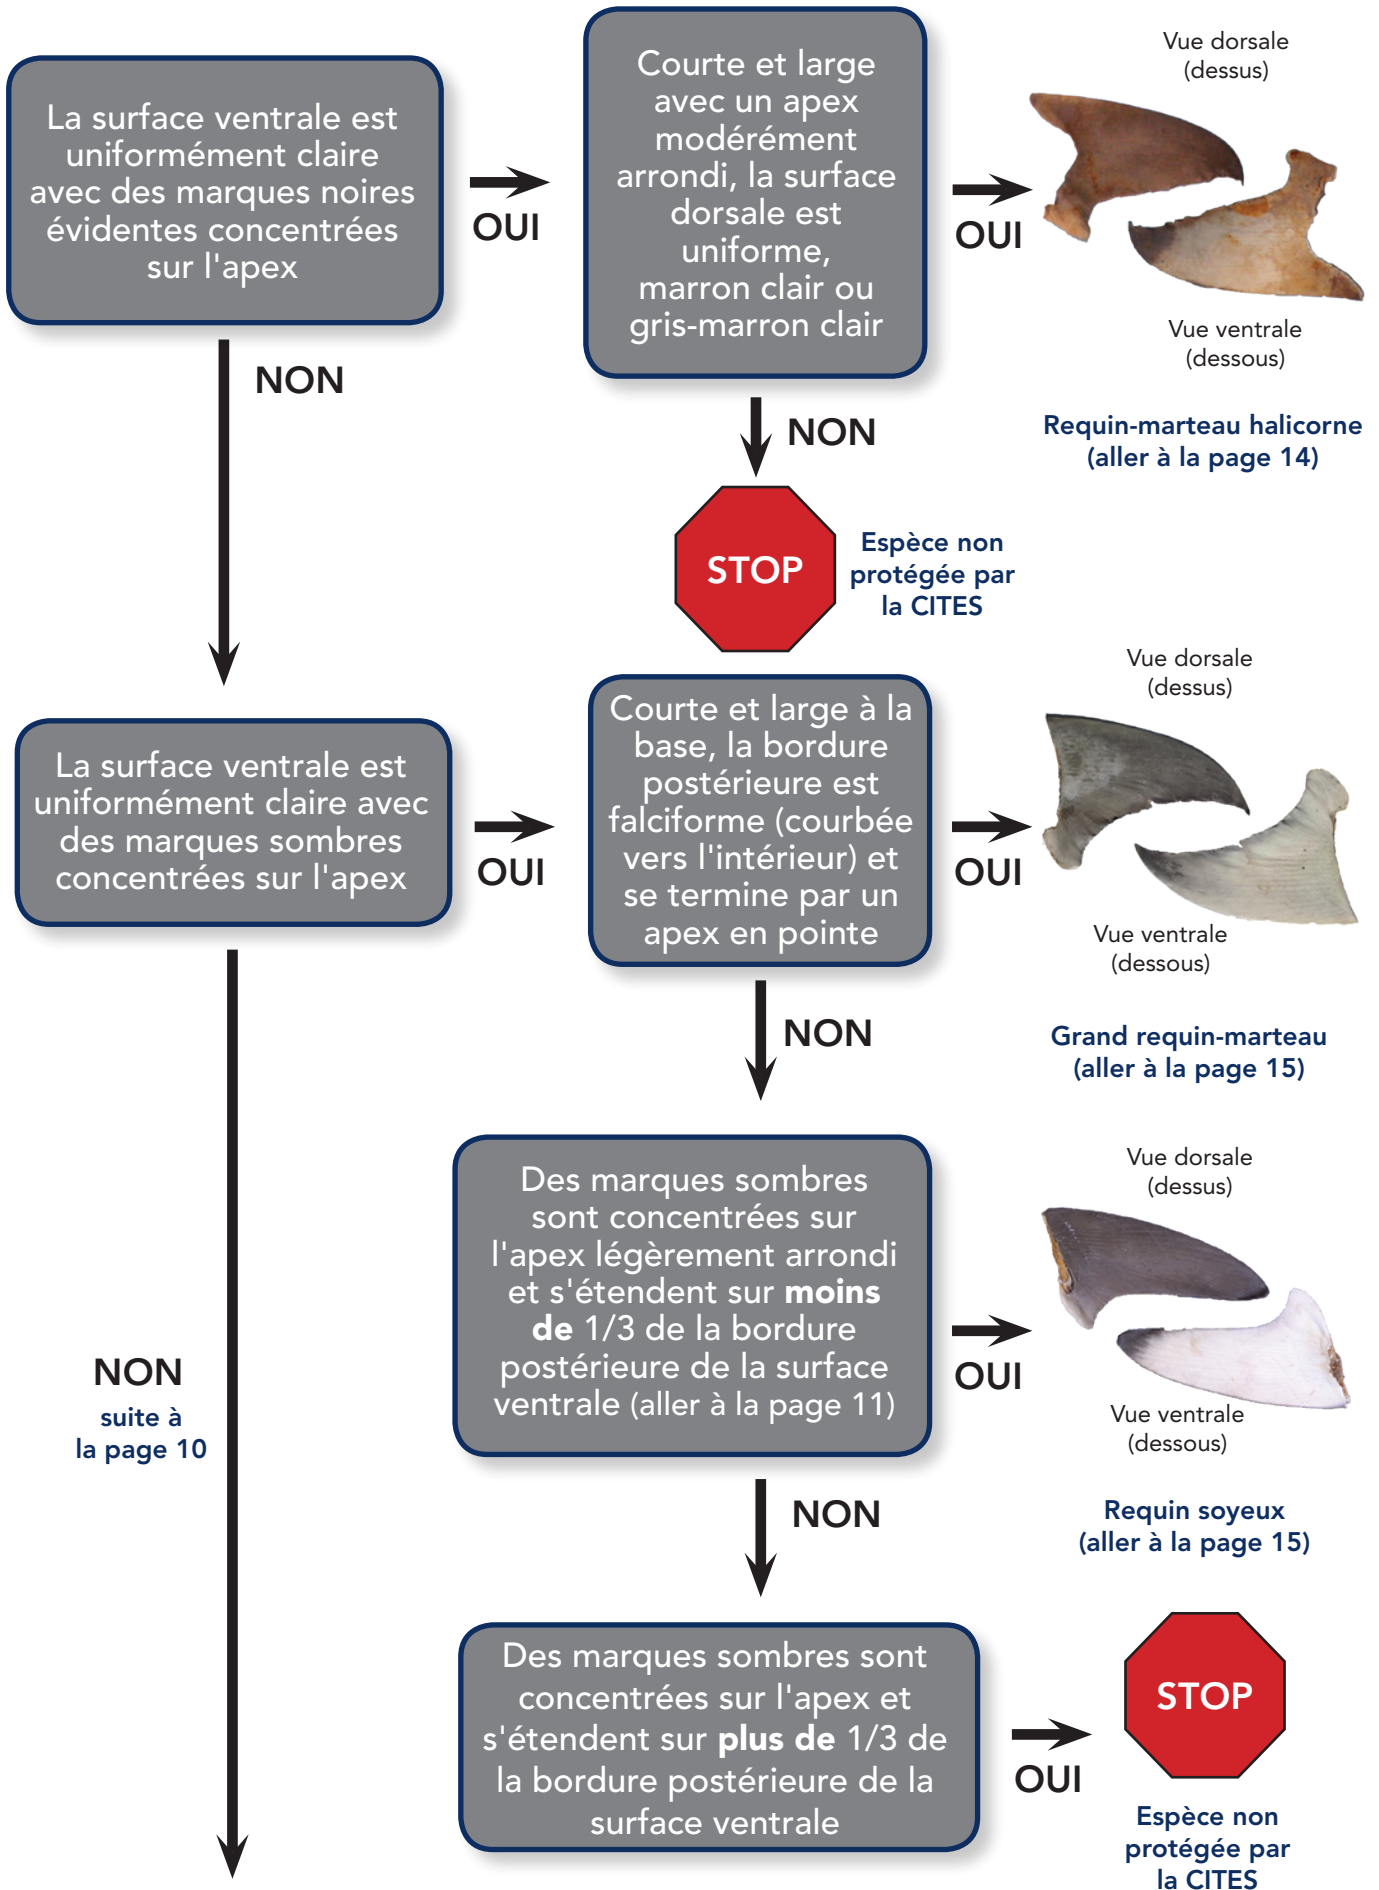 La surface ventrale est
uniformément claire
avec des marques noires
évidentes concentrées
sur l'apex
OUI
Courte et large
avec un apex
modérément
arrondi, la surface
dorsale est
uniforme,
marron clair ou
gris-marron clair
OUI
Vue dorsale
(dessus)
Vue ventrale
(dessous)
Requin-marteau halicorne
(aller à la page 14)
NON
NON
STOP
Espèce non
protégée par
la CITES
La surface ventrale est
uniformément claire avec
des marques sombres
concentrées sur l'apex
OUI
Courte et large à la
base, la bordure
postérieure est
falciforme (courbée
vers l'intérieur) et
se termine par un
apex en pointe
OUI
Vue dorsale
(dessus)
Vue ventrale
(dessous)
Grand requin-marteau
(aller à la page 15)
NON
Des marques sombres
sont concentrées sur
l'apex légèrement arrondi
et s'étendent sur moins
de 1/3 de la bordure
postérieure de la surface
ventrale (aller à la page 11)
OUI
Vue dorsale
(dessus)
Vue ventrale
(dessous)
Requin soyeux
(aller à la page 15)
NON
suite à
la page 10
NON
Des marques sombres sont
concentrées sur l'apex et
s'étendent sur plus de 1/3 de
la bordure postérieure de la
surface ventrale
OUI
STOP
Espèce non
protégée par
la CITES